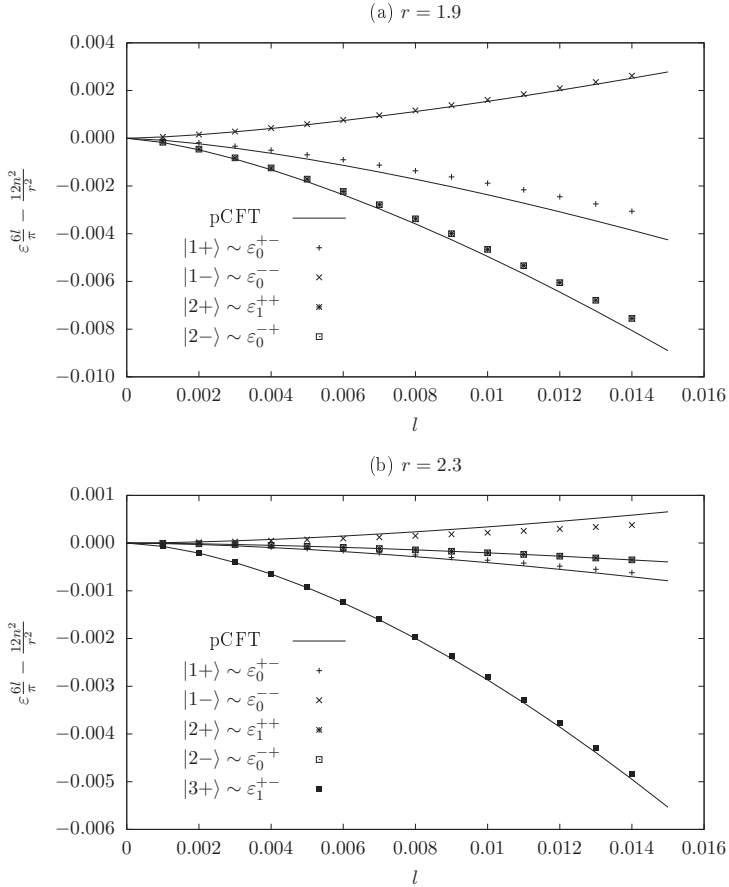 (a) r = 1.9
0.004
0.002
0.000
−0.002
−0.004
−0.006
−0.008
−0.010
ε 6l/π − 12n²/r²
pCFT
|1+⟩ ∼ ε₀⁺⁻
|1−⟩ ∼ ε₀⁻⁻
|2+⟩ ∼ ε₁⁺⁺
|2−⟩ ∼ ε₀⁻⁺
0 0.002 0.004 0.006 0.008 0.01 0.012 0.014 0.016
l
(b) r = 2.3
0.001
0.000
−0.001
−0.002
−0.003
−0.004
−0.005
−0.006
ε 6l/π − 12n²/r²
pCFT
|1+⟩ ∼ ε₀⁺⁻
|1−⟩ ∼ ε₀⁻⁻
|2+⟩ ∼ ε₁⁺⁺
|2−⟩ ∼ ε₀⁻⁺
|3+⟩ ∼ ε₁⁺⁻
0 0.002 0.004 0.006 0.008 0.01 0.012 0.014 0.016
l